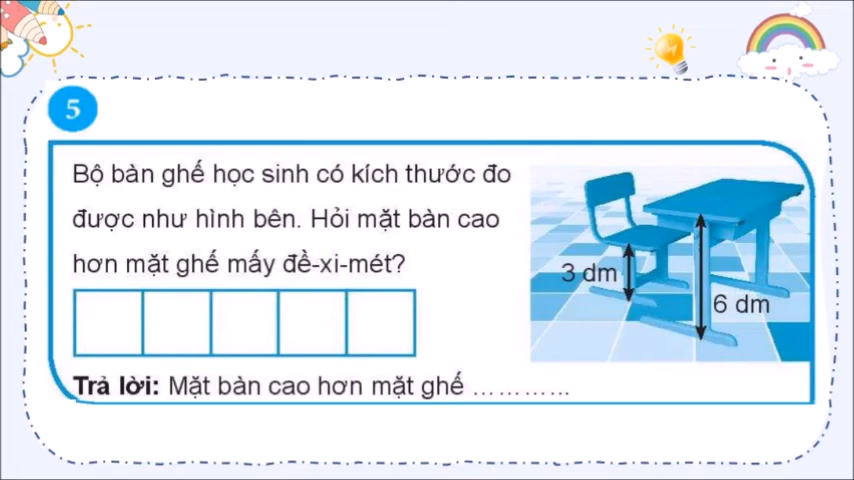 5
Bộ bàn ghế học sinh có kích thước đo
được như hình bên. Hỏi mặt bàn cao
hơn mặt ghế mấy đề-xi-mét?
3 dm
6 dm
Trả lời: Mặt bàn cao hơn mặt ghế ............